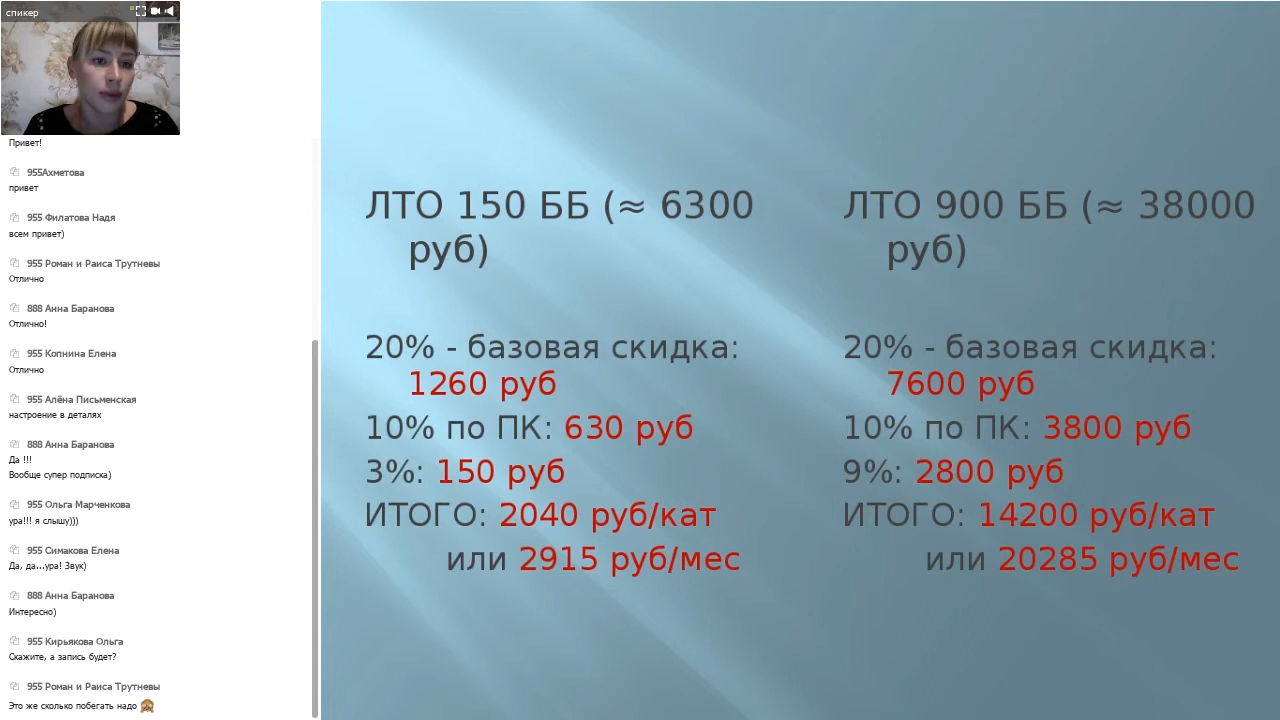 спикер
Привет!
955Ахметова
привет
955 Филатова Надя
всем привет)
955 Роман и Раиса Трутневы
Отлично
888 Анна Баранова
Отлично!
955 Копнина Елена
Отлично
955 Алёна Письменская
настроение в деталях
888 Анна Баранова
Да !!!
Вообще супер подписка)
955 Ольга Марченкова
ура!!! я слышу)))
955 Симакова Елена
Да, да...ура! Звук)
888 Анна Баранова
Интересно)
955 Кирьякова Ольга
Скажите, а запись будет?
955 Роман и Раиса Трутневы
Это же сколько побегать надо
ЛТО 150 ББ (≈ 6300
руб)
20% - базовая скидка:
1260 руб
10% по ПК: 630 руб
3%: 150 руб
ИТОГО: 2040 руб/кат
или 2915 руб/мес
ЛТО 900 ББ (≈ 38000
руб)
20% - базовая скидка:
7600 руб
10% по ПК: 3800 руб
9%: 2800 руб
ИТОГО: 14200 руб/кат
или 20285 руб/мес